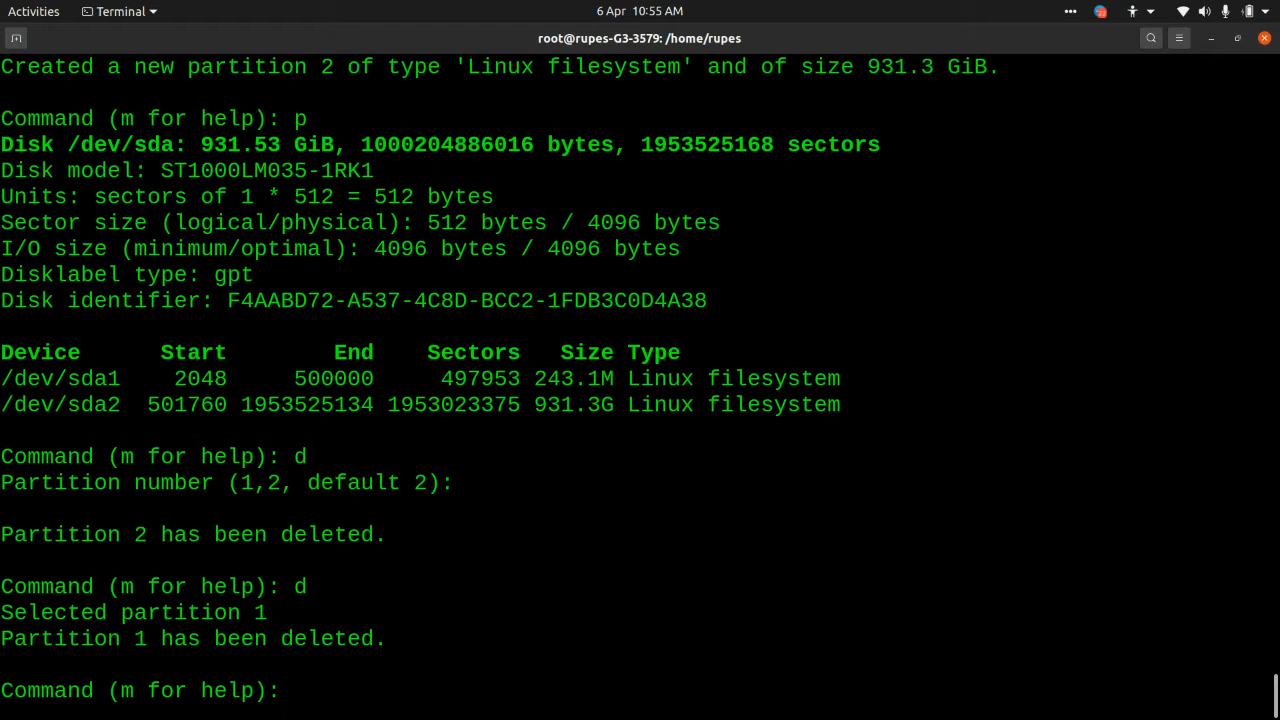 Activities Terminal 6 Apr 10:55 AM
root@rupes-G3-3579: /home/rupes
Created a new partition 2 of type 'Linux filesystem' and of size 931.3 GiB.
Command (m for help): p
Disk /dev/sda: 931.53 GiB, 1000204886016 bytes, 1953525168 sectors
Disk model: ST1000LM035-1RK1
Units: sectors of 1 * 512 = 512 bytes
Sector size (logical/physical): 512 bytes / 4096 bytes
I/O size (minimum/optimal): 4096 bytes / 4096 bytes
Disklabel type: gpt
Disk identifier: F4AABD72-A537-4C8D-BCC2-1FDB3C0D4A38
Device Start End Sectors Size Type
/dev/sda1 2048 500000 497953 243.1M Linux filesystem
/dev/sda2 501760 1953525134 1953023375 931.3G Linux filesystem
Command (m for help): d
Partition number (1,2, default 2):
Partition 2 has been deleted.
Command (m for help): d
Selected partition 1
Partition 1 has been deleted.
Command (m for help):